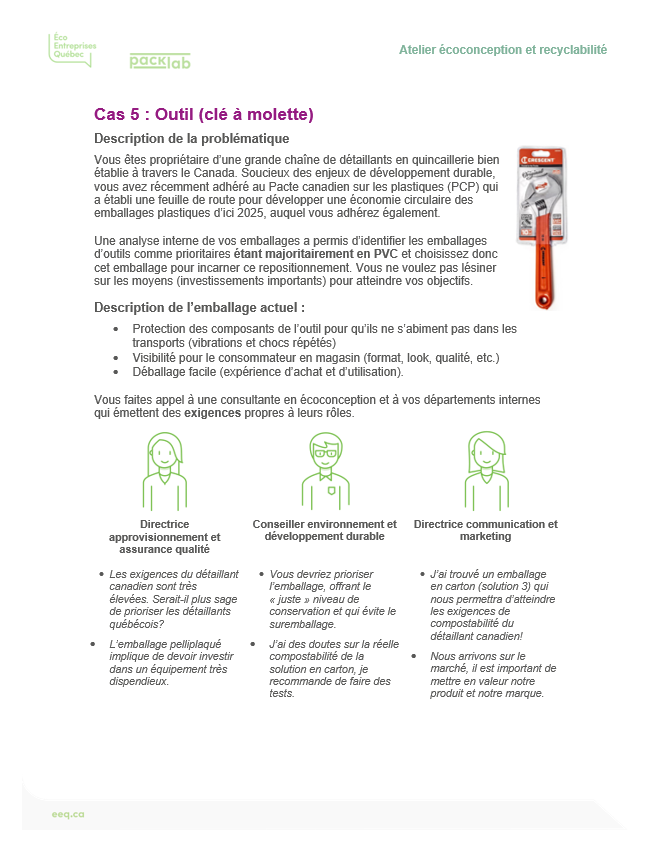 Éco
Entreprises
Québec
packlab
Atelier écoconception et recyclabilité
Cas 5 : Outil (clé à molette)
Description de la problématique
Vous êtes propriétaire d’une grande chaîne de détaillants en quincaillerie bien
établie à travers le Canada. Soucieux des enjeux de développement durable,
vous avez récemment adhéré au Pacte canadien sur les plastiques (PCP) qui
a établi une feuille de route pour développer une économie circulaire des
emballages plastiques d’ici 2025, auquel vous adhérez également.
CRESCENT
Une analyse interne de vos emballages a permis d’identifier les emballages
d’outils comme prioritaires étant majoritairement en PVC et choisissez donc
cet emballage pour incarner ce repositionnement. Vous ne voulez pas lésiner
sur les moyens (investissements importants) pour atteindre vos objectifs.
Description de l’emballage actuel :
• Protection des composants de l’outil pour qu’ils ne s’abiment pas dans les
transports (vibrations et chocs répétés)
• Visibilité pour le consommateur en magasin (format, look, qualité, etc.)
• Déballage facile (expérience d’achat et d’utilisation).
Vous faites appel à une consultante en écoconception et à vos départements internes
qui émettent des exigences propres à leurs rôles.
Directrice
approvisionnement et
assurance qualité
• Les exigences du détaillant
canadien sont très
élevées. Serait-il plus sage
de prioriser les détaillants
québécois?
• L’emballage pelliplaqué
implique de devoir investir
dans un équipement très
dispendieux.
Conseiller environnement et
développement durable
• Vous devriez prioriser
l’emballage, offrant le
« juste » niveau de
conservation et qui évite le
suremballage.
• J’ai des doutes sur la réelle
compostabilité de la
solution en carton, je
recommande de faire des
tests.
Directrice communication et
marketing
• J’ai trouvé un emballage
en carton (solution 3) qui
nous permettra d’atteindre
les exigences de
compostabilité du
détaillant canadien!
• Nous arrivons sur le
marché, il est important de
mettre en valeur notre
produit et notre marque.
eeq.ca